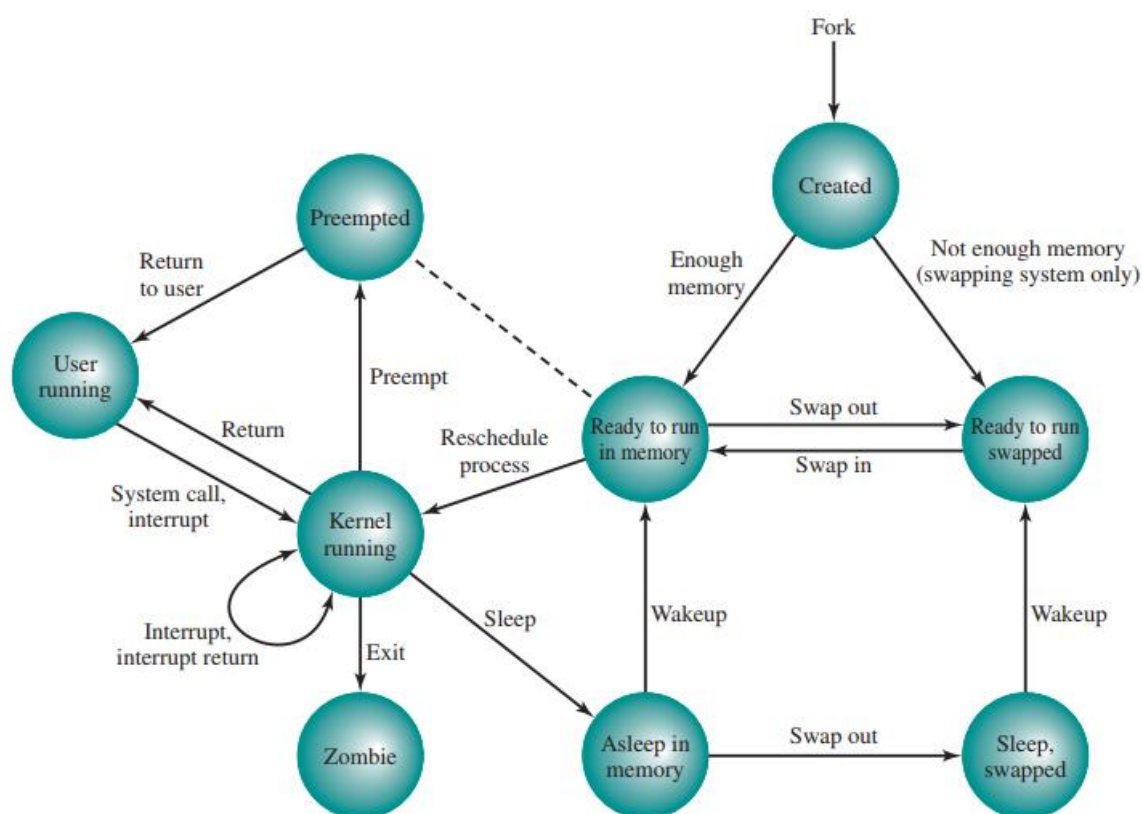 Fork
Created
Preempted
Return
to user
Enough
memory
Not enough memory
(swapping system only)
User
running
Preempt
Return
Reschedule
process
Ready to run
in memory
Swap out
Swap in
Ready to run
swapped
System call,
interrupt
Kernel
running
Interrupt,
interrupt return
Sleep
Wakeup
Wakeup
Exit
Zombie
Asleep in
memory
Swap out
Sleep,
swapped